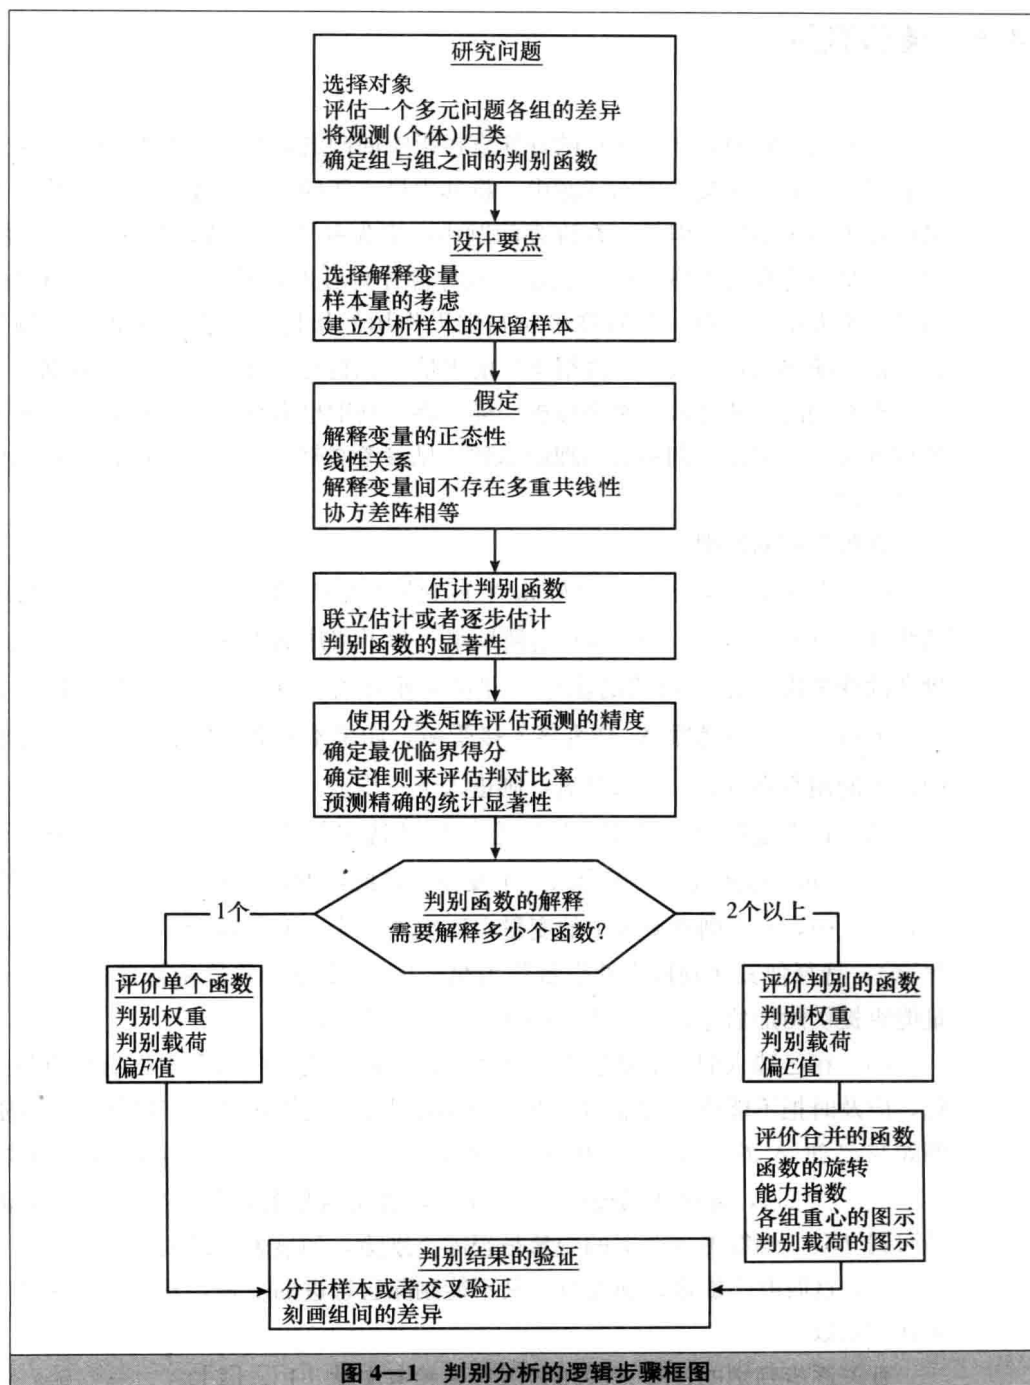 研究问题
选择对象
评估一个多元问题各组的差异
将观测(个体)归类
确定组与组之间的判别函数
设计要点
选择解释变量
样本量的考虑
建立分析样本的保留样本
假定
解释变量的正态性
线性关系
解释变量间不存在多重共线性
协方差阵相等
估计判别函数
联立估计或者逐步估计
判别函数的显著性
使用分类矩阵评估预测的精度
确定最优临界得分
确定准则来评估判对比率
预测精确的统计显著性
判别函数的解释
需要解释多少个函数?
1个
2个以上
评价单个函数
判别权重
判别载荷
偏F值
评价判别的函数
判别权重
判别载荷
偏F值
评价合并的函数
函数的旋转
能力指数
各组重心的图示
判别载荷的图示
判别结果的验证
分开样本或者交叉验证
刻画组间的差异
图 4—1 判别分析的逻辑步骤框图